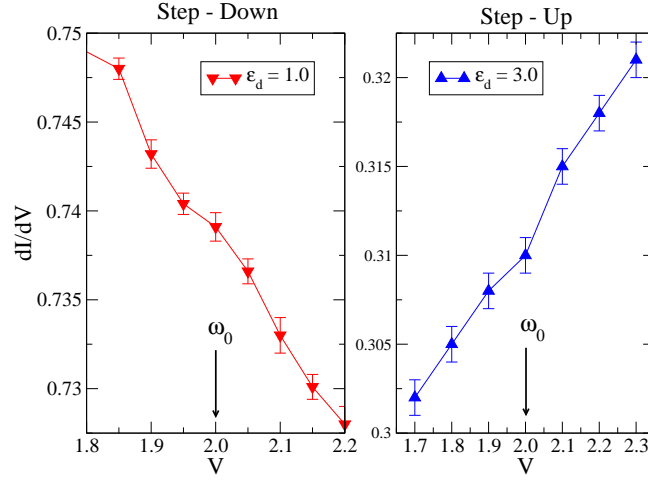 Step - Down
Step - Up
0.75
0.745
0.74
0.735
0.73
dI/dV
ε_d = 1.0
ω_0
1.8
1.9
2.0
2.1
2.2
V
0.32
0.315
0.31
0.305
0.3
ε_d = 3.0
ω_0
1.7
1.8
1.9
2.0
2.1
2.2
2.3
V